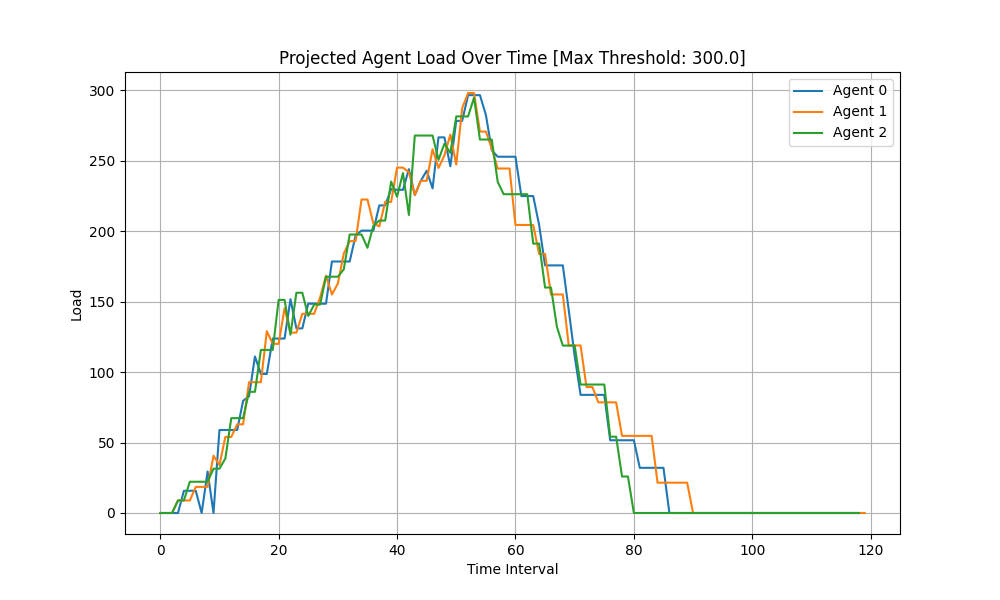 Projected Agent Load Over Time [Max Threshold: 300.0]
Agent 0
Agent 1
Agent 2
300
250
200
150
100
50
0
Load
0 20 40 60 80 100 120
Time Interval